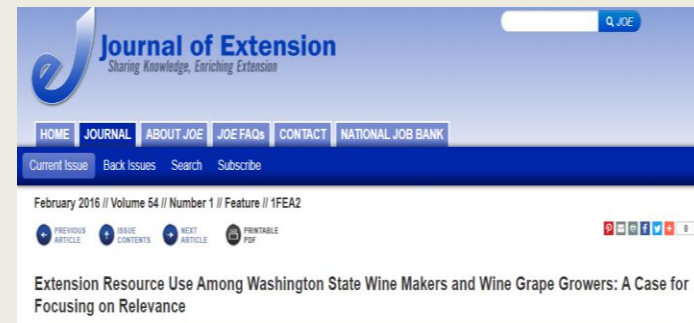 Journal of Extension
Sharing Knowledge, Enriching Extension
Q JOE
HOME JOURNAL ABOUT JOE JOE FAQs CONTACT NATIONAL JOB BANK
Current Issue Back Issues Search Subscribe
February 2016 // Volume 54 // Number 1 // Feature // 1FEA2
PREVIOUS ARTICLE ISSUE CONTENTS NEXT ARTICLE PRINTABLE PDF
0
Extension Resource Use Among Washington State Wine Makers and Wine Grape Growers: A Case for
Focusing on Relevance